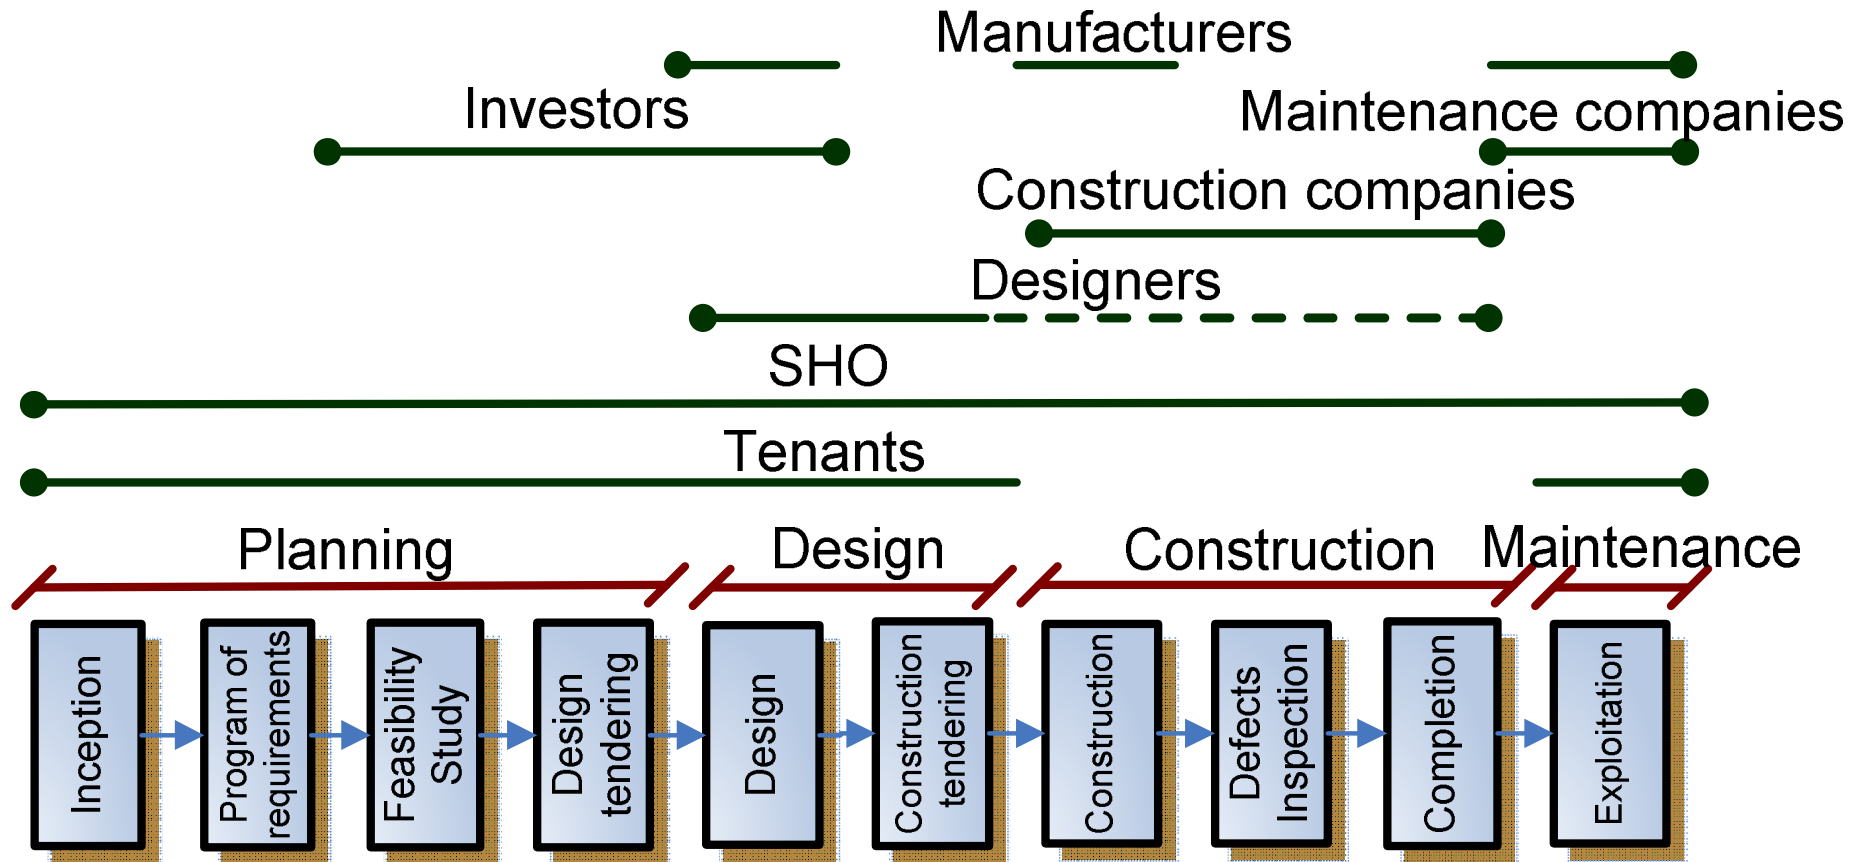 Manufacturers
Investors
Maintenance companies
Construction companies
Designers
SHO
Tenants
Planning
Design
Construction
Maintenance
Inception
Program of
requirements
Feasibility
Study
Design
tendering
Design
Construction
tendering
Construction
Defects
Inspection
Completion
Exploitation